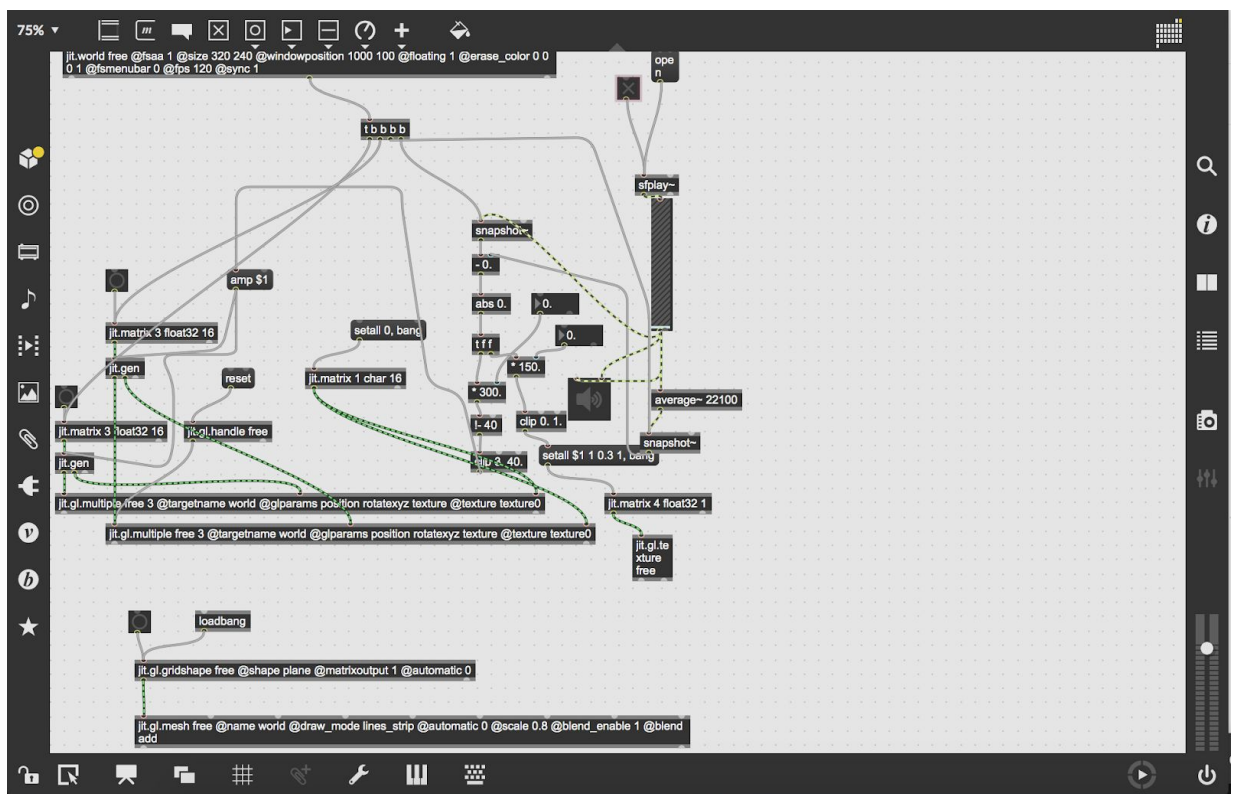 75%
m
jit.world free @fsaa 1 @size 320 240 @windowposition 1000 100 @floating 1 @erase_color 0 0
0 1 @fsmenubar 0 @fps 120 @sync 1
ope
n
t b b b b
sfplay~
snapshot~
- 0.
amp $1
abs 0.
0.
setall 0, bang
0.
jit.matrix 3 float32 16
t f f
* 150.
jit.gen
reset
jit.matrix 1 char 16
* 300.
average~ 22100
clip 0. 1.
!- 40
jit.matrix 3 float32 16
jit.gl.handle free
snapshot~
setall $1 1 0.3 1, bang
jit.gen
40.
jit.gl.multiple free 3 @targetname world @glparams position rotatexyz texture @texture texture0
jit.matrix 4 float32 1
jit.gl.multiple free 3 @targetname world @glparams position rotatexyz texture @texture texture0
jit.gl.te
xture
free
loadbang
jit.gl.gridshape free @shape plane @matrixoutput 1 @automatic 0
jit.gl.mesh free @name world @draw_mode lines_strip @automatic 0 @scale 0.8 @blend_enable 1 @blend
add
i
v
b